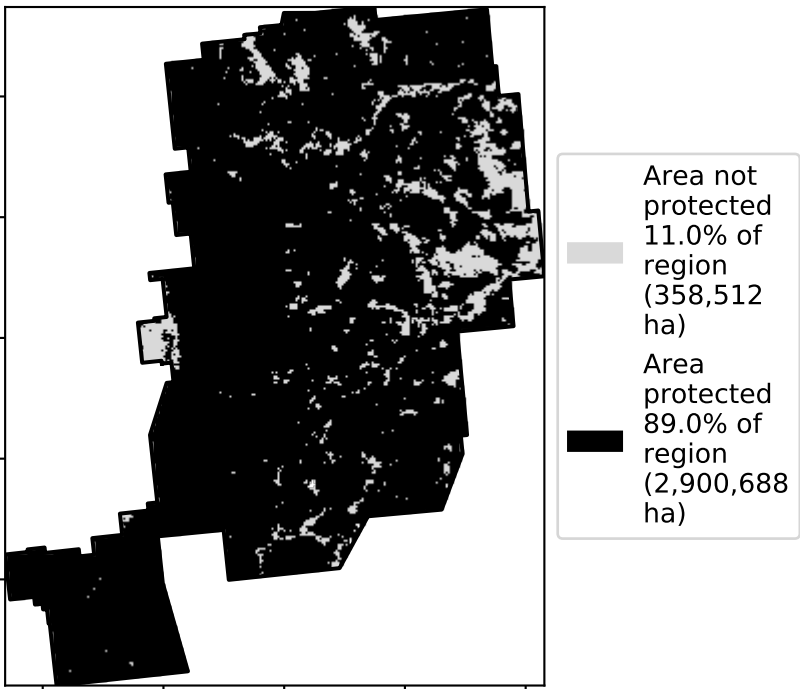 Area not
protected
11.0% of
region
(358,512
ha)
Area
protected
89.0% of
region
(2,900,688
ha)